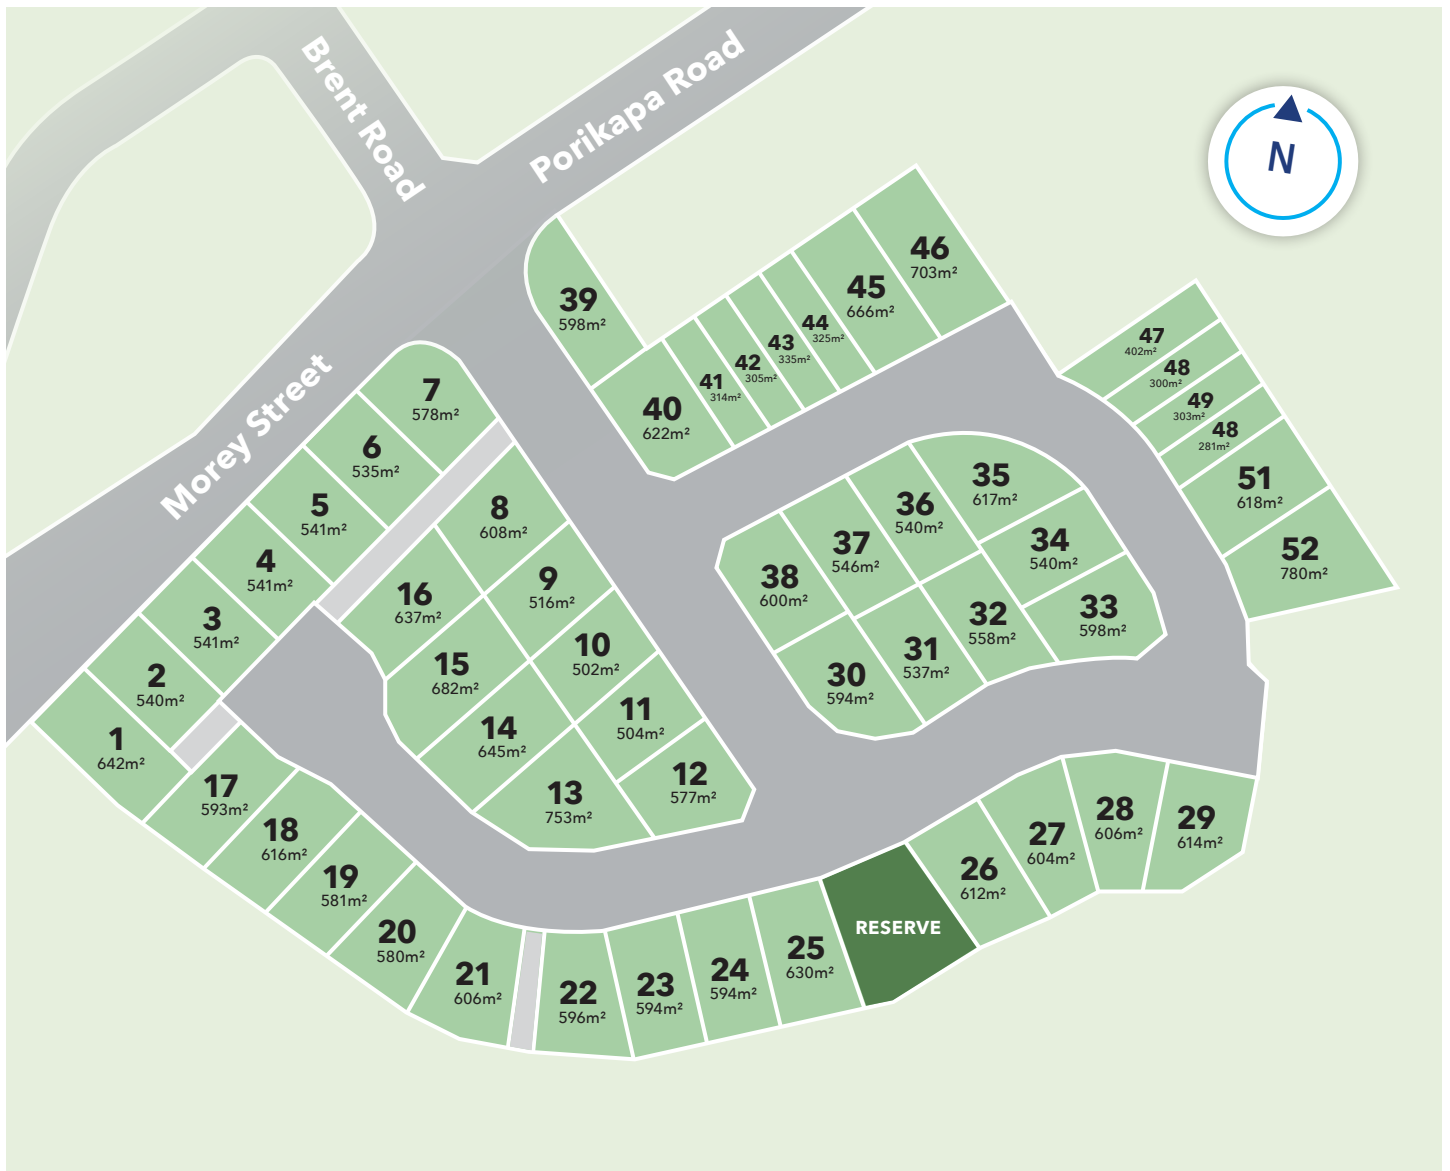 Brent Road
Porikapa Road
Morey Street
N
46
703m²
45
666m²
39
598m²
44
325m²
43
335m²
42
305m²
41
314m²
40
622m²
47
402m²
48
300m²
49
303m²
48
281m²
51
618m²
52
780m²
7
578m²
6
535m²
5
541m²
4
541m²
3
541m²
2
540m²
1
642m²
8
608m²
9
516m²
16
637m²
10
502m²
15
682m²
11
504m²
14
645m²
12
577m²
13
753m²
35
617m²
36
540m²
37
546m²
34
540m²
38
600m²
33
598m²
32
558m²
31
537m²
30
594m²
17
593m²
18
616m²
19
581m²
20
580m²
21
606m²
22
596m²
23
594m²
24
594m²
25
630m²
RESERVE
26
612m²
27
604m²
28
606m²
29
614m²